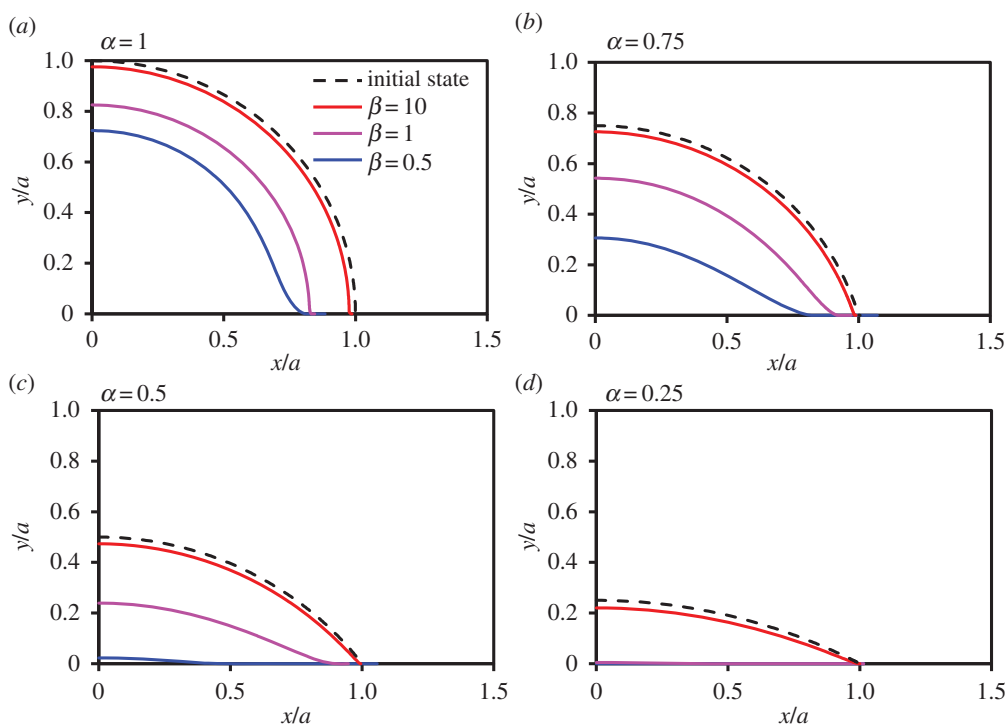 (a)
α = 1
1.0
0.8
0.6
0.4
0.2
0
y/a
initial state
β = 10
β = 1
β = 0.5
0
0.5
1.0
1.5
x/a
(b)
α = 0.75
1.0
0.8
0.6
0.4
0.2
0
y/a
0
0.5
1.0
1.5
x/a
(c)
α = 0.5
1.0
0.8
0.6
0.4
0.2
0
y/a
0
0.5
1.0
1.5
x/a
(d)
α = 0.25
1.0
0.8
0.6
0.4
0.2
0
y/a
0
0.5
1.0
1.5
x/a